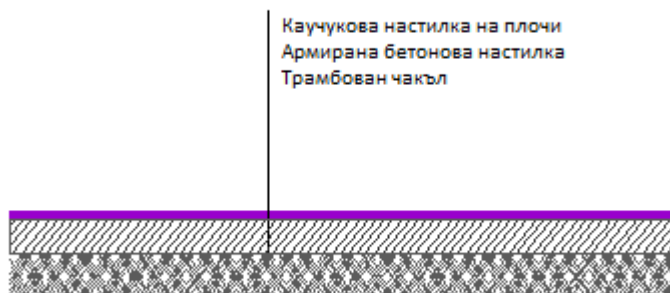 Каучукова настилка на плочи
Армирана бетонова настилка
Трамбован чакъл